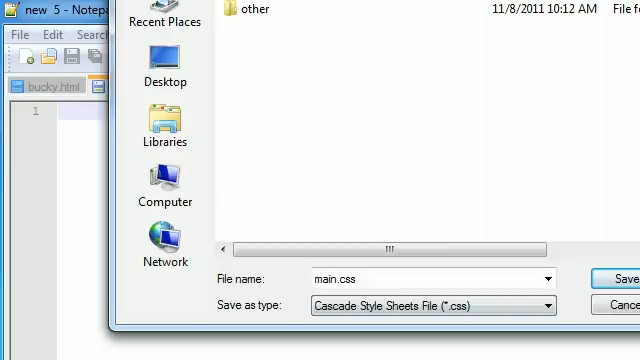 new 5 - Notepa
other 11/8/2011 10:12 AM File fo
Recent Places
File Edit Search
Desktop
bucky.html
1
Libraries
Computer
Network
File name: main.css Save
Save as type: Cascade Style Sheets File (*.css) Cance